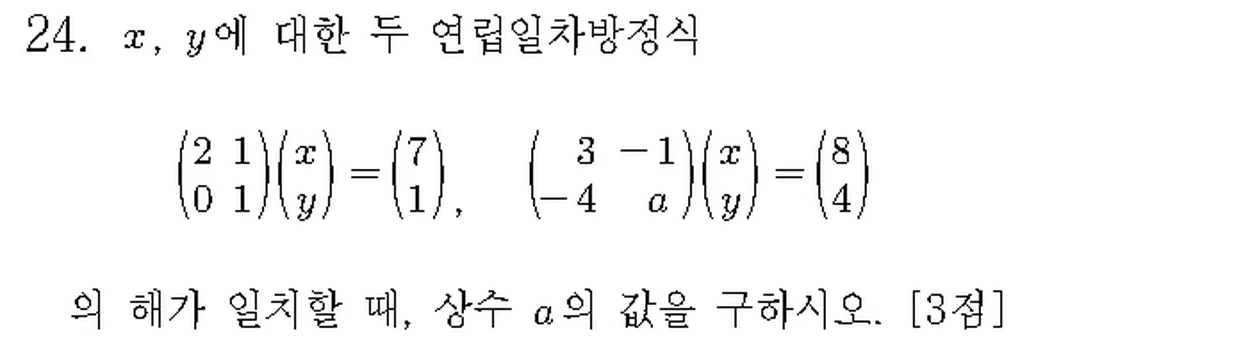 24. x, y에 대한 두 연립일차방정식
(2 1; 0 1)(x; y) = (7; 1), (3 −1; −4 a)(x; y) = (8; 4)
의 해가 일치할 때, 상수 a의 값을 구하시오. [3점]